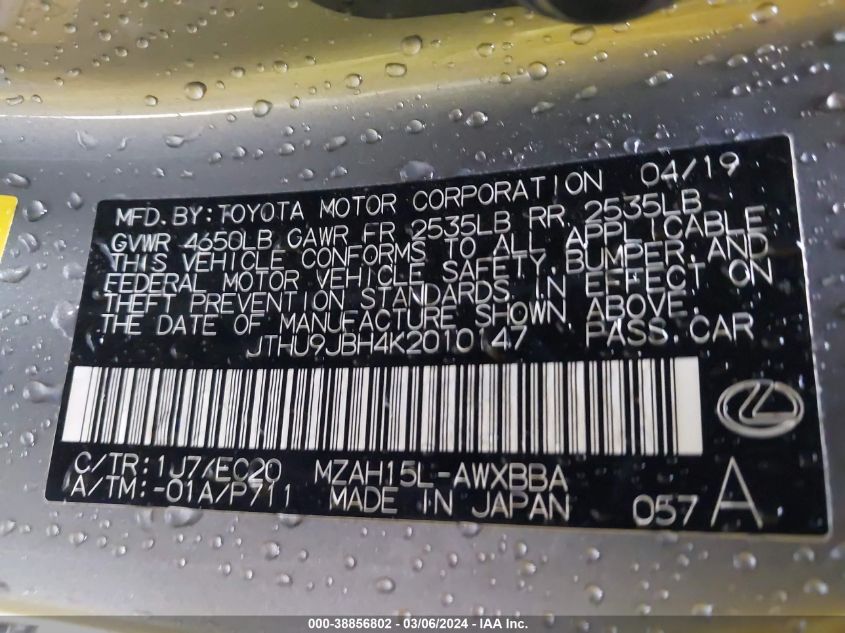 MFD. BY: TOYOTA MOTOR CORPORATION 04/19
GVWR 4650LB GAWR FR 2535LB RR 2535LB
THIS VEHICLE CONFORMS TO ALL APPLICABLE
FEDERAL MOTOR VEHICLE SAFETY, BUMPER, AND
THEFT PREVENTION STANDARDS IN EFFECT ON
THE DATE OF MANUFACTURE SHOWN ABOVE.
JTHU9JBH4K2010147 PASS. CAR
C/TR: 1J7/EC20 MZAH15L-AWXBBA
A/TM: -01A/P711 MADE IN JAPAN 057 A
000-38856802 - 03/06/2024 - IAA Inc.